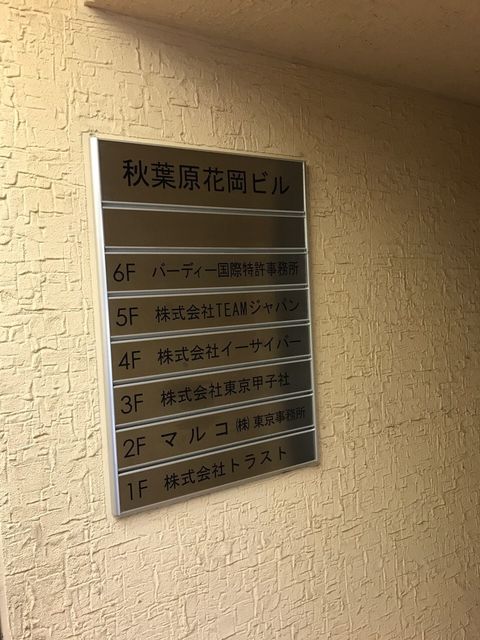 秋葉原花岡ビル
6F バーディー国際特許事務所
5F 株式会社TEAMジャパン
4F 株式会社イーサイバー
3F 株式会社東京甲子社
2F マルコ(株)東京事務所
1F 株式会社トラスト